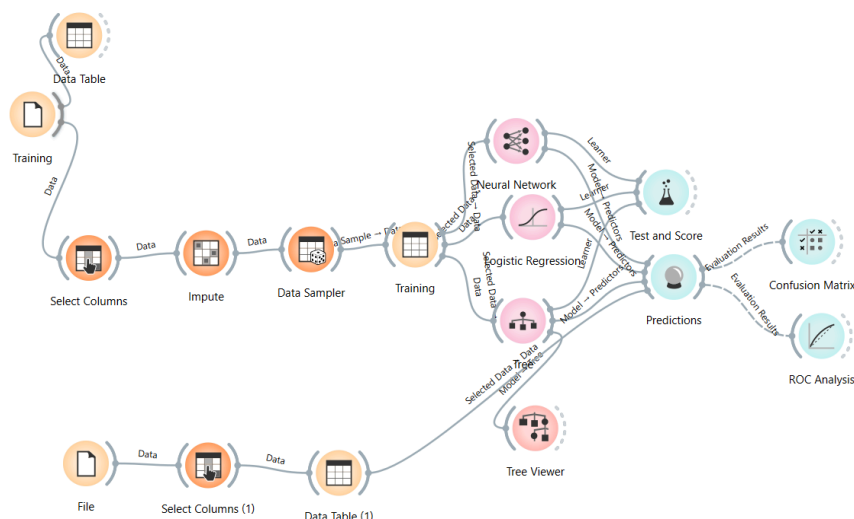 Data
Data Table
Training
Data
Data
Select Columns
Data
Impute
Data Sampler
a Sample → Data
Training
Selected Data → Data
Selected Data →
Data
Selected Data →
Data
Neural Network
Logistic Regression
Tree
Learner
Learner
Learner
Model → Predictors
Model → Predictors
Model → Predictors
Test and Score
Predictions
Evaluation Results
Evaluation Results
Confusion Matrix
ROC Analysis
Selected Data → Data
Model → Tree
Tree Viewer
File
Data
Select Columns (1)
Data
Data Table (1)